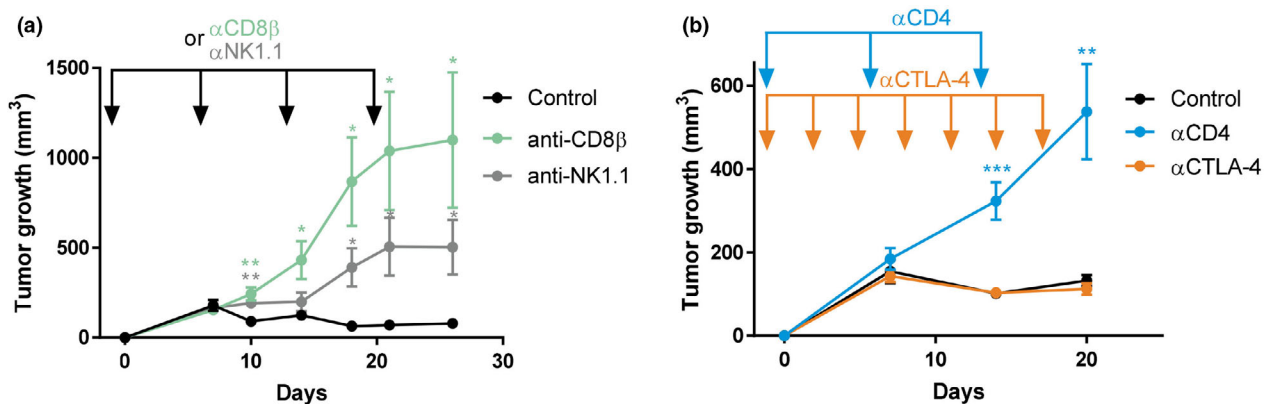 (a)
or αCD8β
αNK1.1
Tumor growth (mm³)
1500
1000
500
0
* * * * *
** **
* * *
0 10 20 30
Days
Control
anti-CD8β
anti-NK1.1
(b)
αCD4
αCTLA-4
Tumor growth (mm³)
600
400
200
0
***
**
0 10 20
Days
Control
αCD4
αCTLA-4